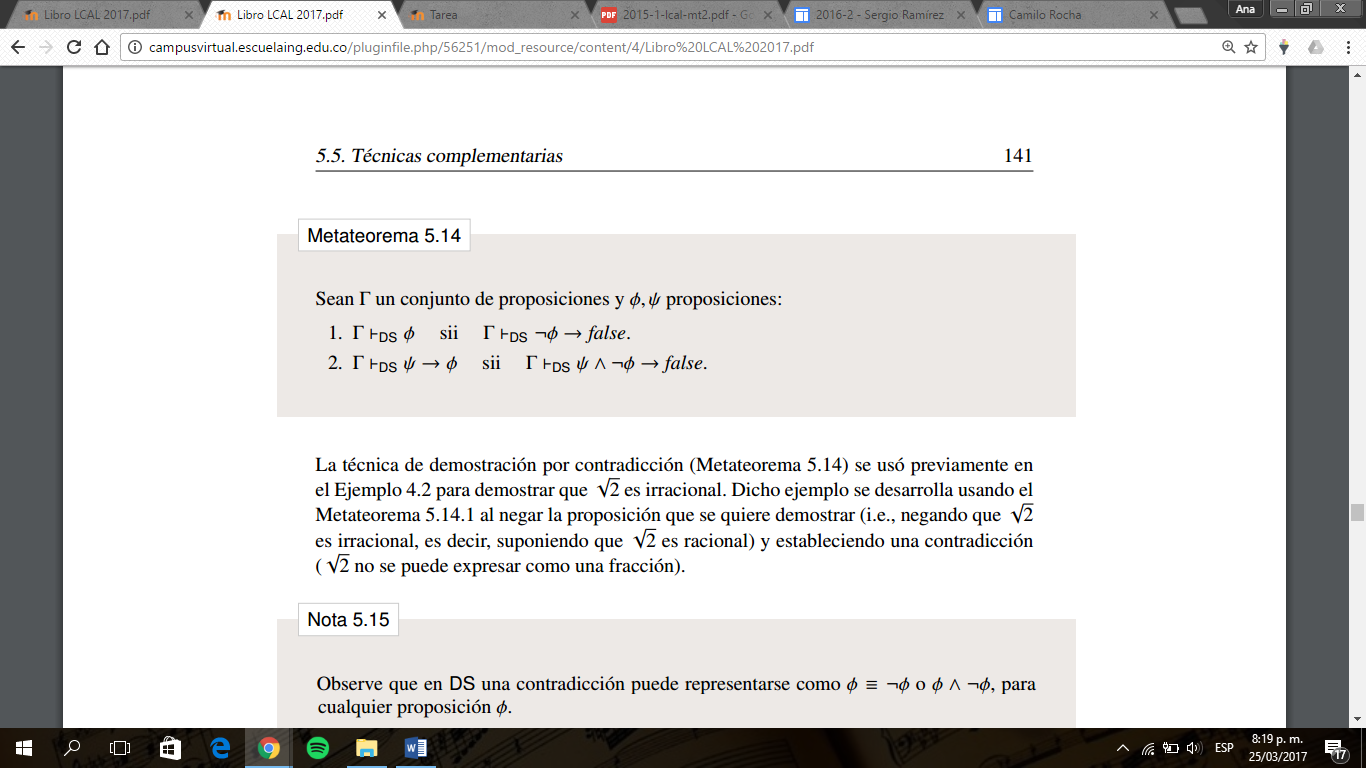 Libro LCAL 2017.pdf
Libro LCAL 2017.pdf
Tarea
2015-1-lcal-mt2.pdf - Go
2016-2 - Sergio Ramírez
Camilo Rocha
Ana
campusvirtual.escuelaing.edu.co/pluginfile.php/56251/mod_resource/content/4/Libro%20LCAL%202017.pdf
5.5. Técnicas complementarias 141
Metateorema 5.14
Sean Γ un conjunto de proposiciones y ϕ, ψ proposiciones:
1. Γ ⊢DS ϕ sii Γ ⊢DS ¬ϕ → false.
2. Γ ⊢DS ψ → ϕ sii Γ ⊢DS ψ ∧ ¬ϕ → false.
La técnica de demostración por contradicción (Metateorema 5.14) se usó previamente en
el Ejemplo 4.2 para demostrar que √2 es irracional. Dicho ejemplo se desarrolla usando el
Metateorema 5.14.1 al negar la proposición que se quiere demostrar (i.e., negando que √2
es irracional, es decir, suponiendo que √2 es racional) y estableciendo una contradicción
(√2 no se puede expresar como una fracción).
Nota 5.15
Observe que en DS una contradicción puede representarse como ϕ ≡ ¬ϕ o ϕ ∧ ¬ϕ, para
cualquier proposición ϕ.
ESP
8:19 p. m.
25/03/2017
17